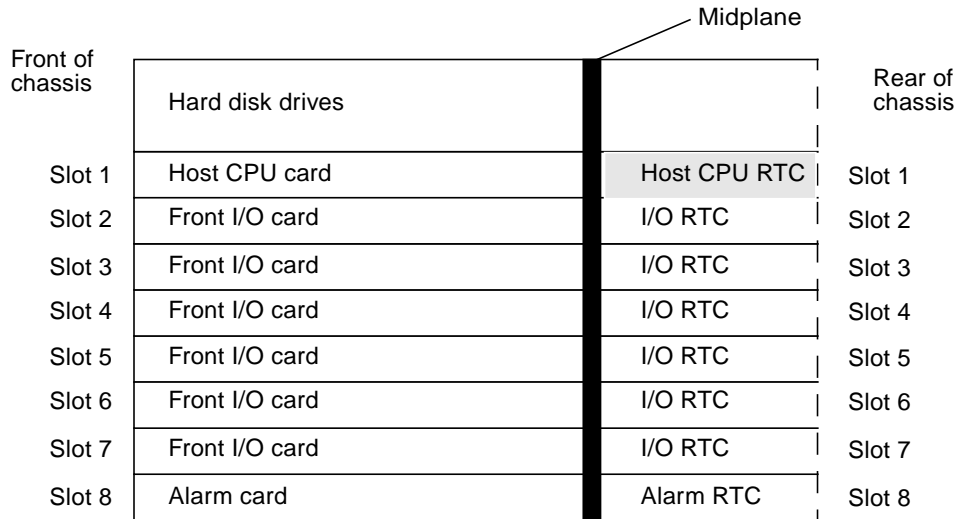 Midplane
Front of
chassis
Rear of
chassis
Hard disk drives
Slot 1 Host CPU card Host CPU RTC Slot 1
Slot 2 Front I/O card I/O RTC Slot 2
Slot 3 Front I/O card I/O RTC Slot 3
Slot 4 Front I/O card I/O RTC Slot 4
Slot 5 Front I/O card I/O RTC Slot 5
Slot 6 Front I/O card I/O RTC Slot 6
Slot 7 Front I/O card I/O RTC Slot 7
Slot 8 Alarm card Alarm RTC Slot 8